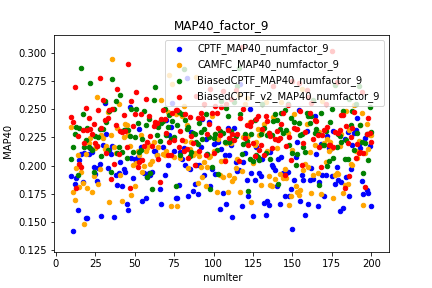 MAP40_factor_9
CPTF_MAP40_numfactor_9
CAMFC_MAP40_numfactor_9
BiasedCPTF_MAP40_numfactor_9
BiasedCPTF_v2_MAP40_numfactor_9
MAP40
0.300
0.275
0.250
0.225
0.200
0.175
0.150
0.125
0 25 50 75 100 125 150 175 200
numIter